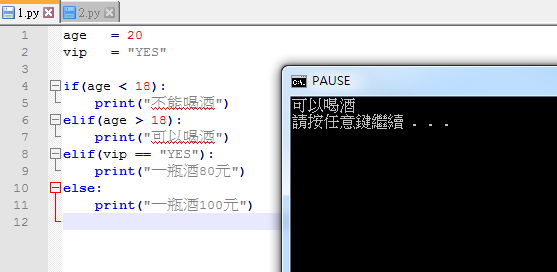 1.py
2.py
1 age   = 20
2 vip   = "YES"
3
4 if(age < 18):
5     print("不能喝酒")
6 elif(age > 18):
7     print("可以喝酒")
8 elif(vip == "YES"):
9     print("一瓶酒80元")
10 else:
11     print("一瓶酒100元")
12
C:\. PAUSE
可以喝酒
請按任意鍵繼續 . . .